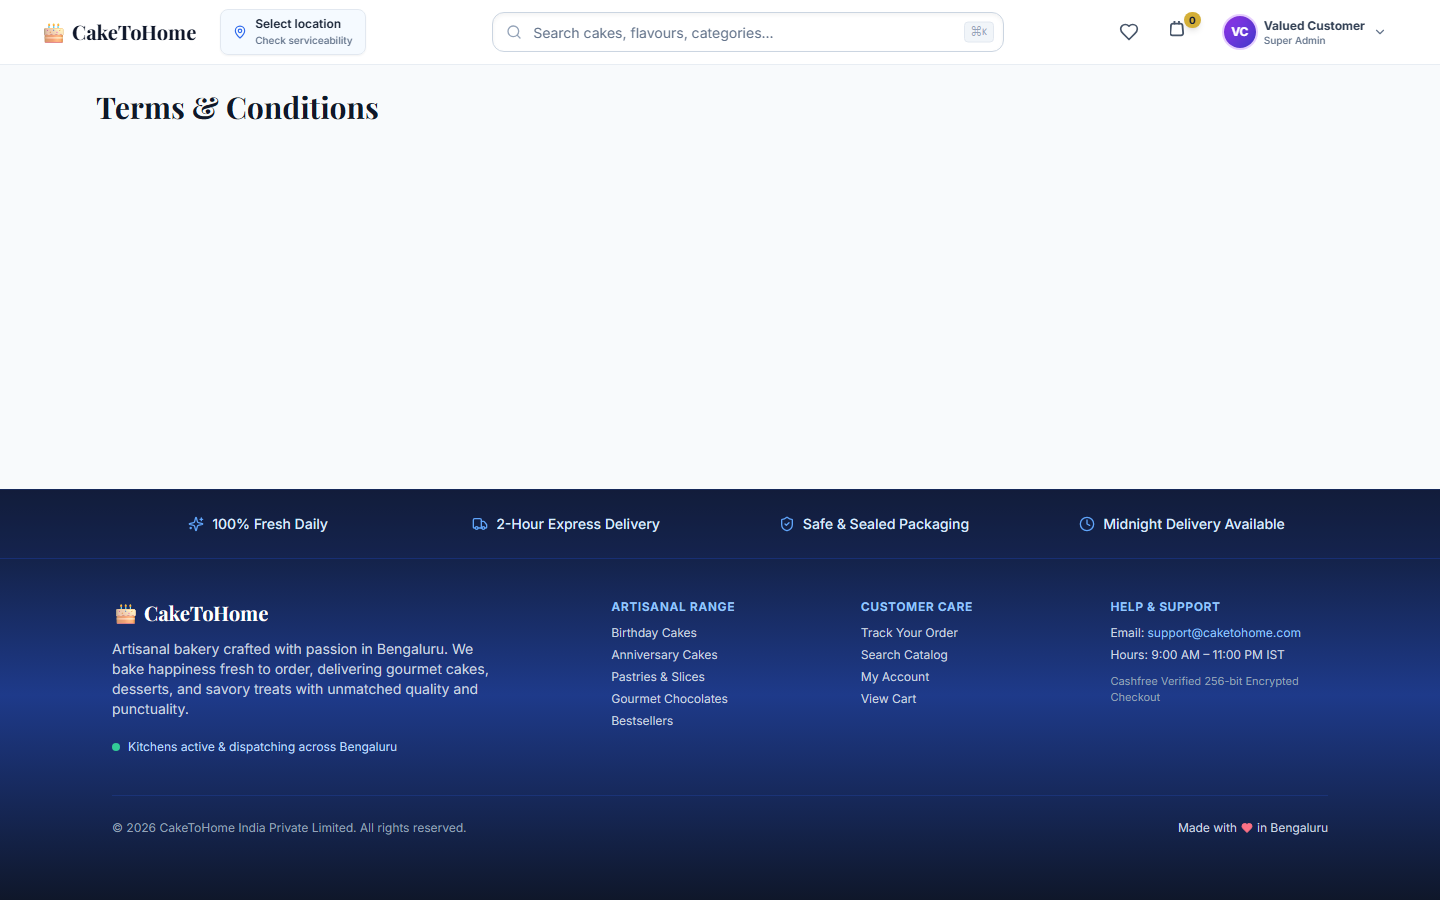 CakeToHome
Select location
Check serviceability
Search cakes, flavours, categories...
⌘K
0
VC
Valued Customer
Super Admin
Terms & Conditions
100% Fresh Daily
2-Hour Express Delivery
Safe & Sealed Packaging
Midnight Delivery Available
CakeToHome
Artisanal bakery crafted with passion in Bengaluru. We
bake happiness fresh to order, delivering gourmet cakes,
desserts, and savory treats with unmatched quality and
punctuality.
Kitchens active & dispatching across Bengaluru
ARTISANAL RANGE
Birthday Cakes
Anniversary Cakes
Pastries & Slices
Gourmet Chocolates
Bestsellers
CUSTOMER CARE
Track Your Order
Search Catalog
My Account
View Cart
HELP & SUPPORT
Email: support@caketohome.com
Hours: 9:00 AM – 11:00 PM IST
Cashfree Verified 256-bit Encrypted
Checkout
© 2026 CakeToHome India Private Limited. All rights reserved.
Made with ❤ in Bengaluru